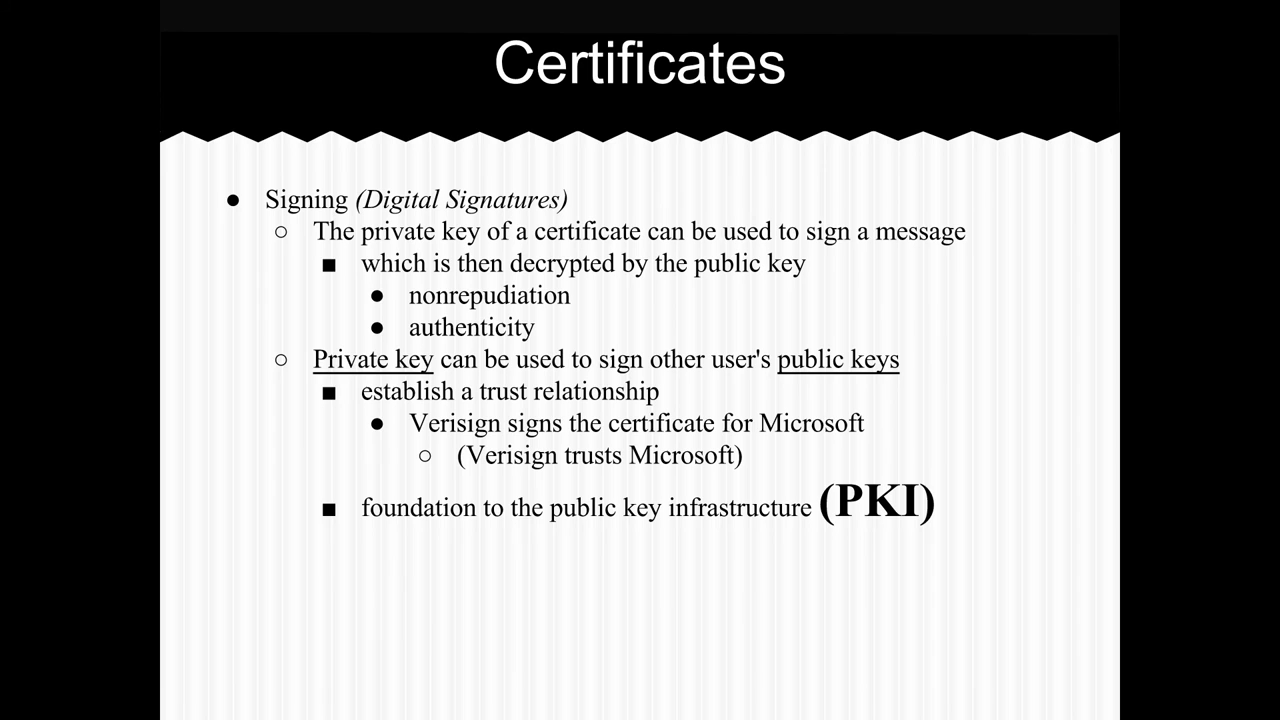 Certificates
● Signing (Digital Signatures)
○ The private key of a certificate can be used to sign a message
■ which is then decrypted by the public key
● nonrepudiation
● authenticity
○ Private key can be used to sign other user's public keys
■ establish a trust relationship
● Verisign signs the certificate for Microsoft
○ (Verisign trusts Microsoft)
■ foundation to the public key infrastructure (PKI)